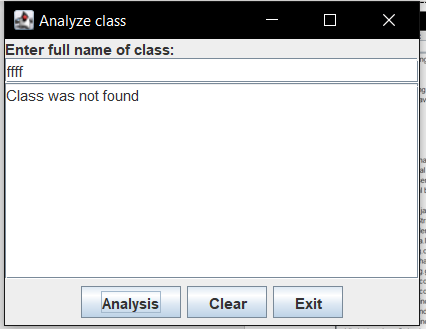 Analyze class
Enter full name of class:
ffff
Class was not found
Analysis Clear Exit